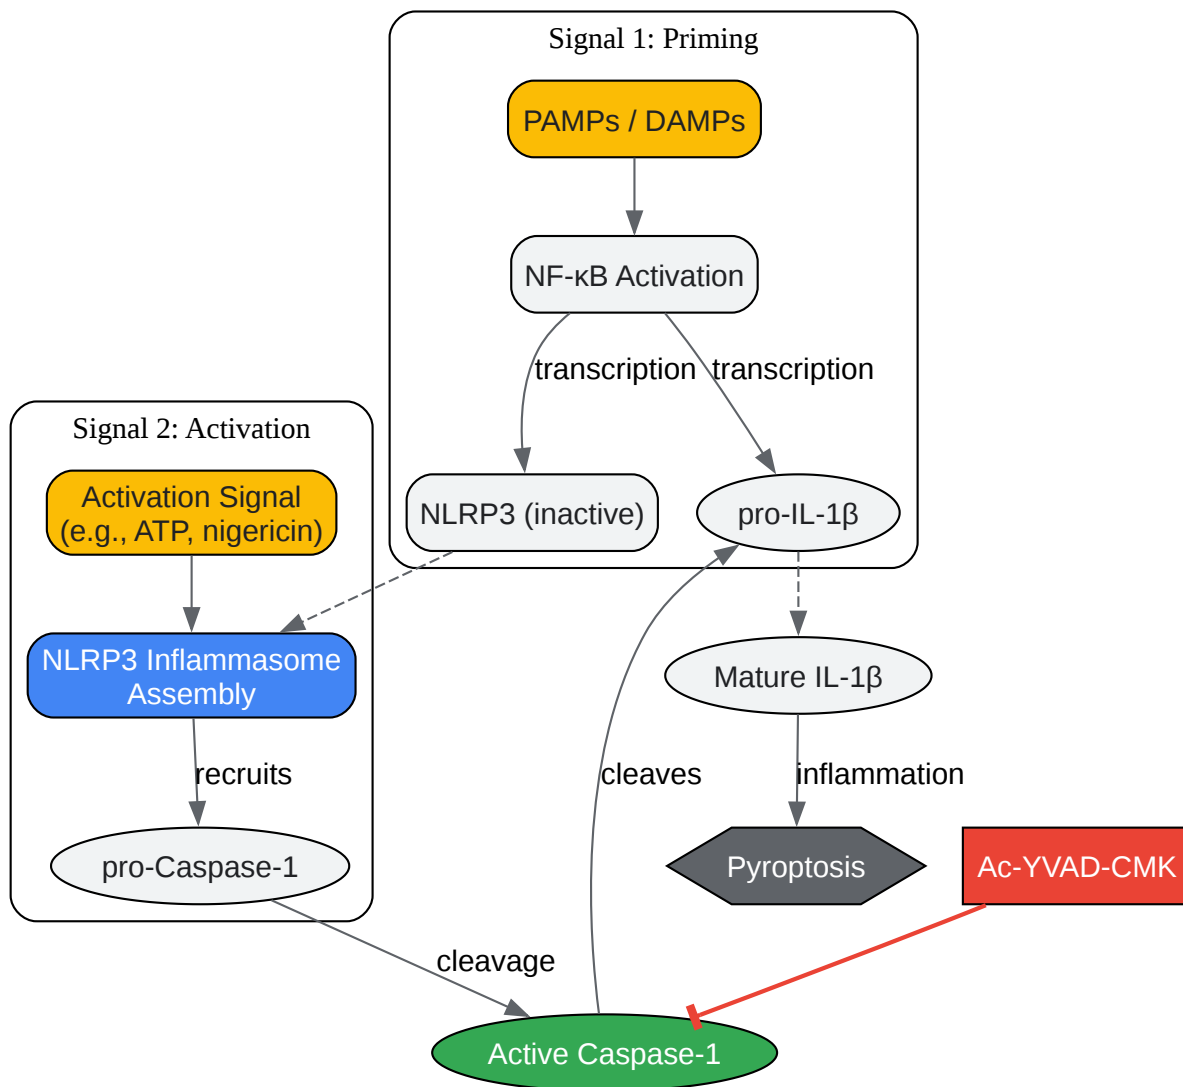 Signal 1: Priming
PAMPs / DAMPs
NF-κB Activation
transcription
transcription
Signal 2: Activation
Activation Signal
(e.g., ATP, nigericin)
NLRP3 (inactive)
pro-IL-1β
NLRP3 Inflammasome
Assembly
Mature IL-1β
recruits
cleaves
inflammation
pro-Caspase-1
Pyroptosis
Ac-YVAD-CMK
cleavage
Active Caspase-1